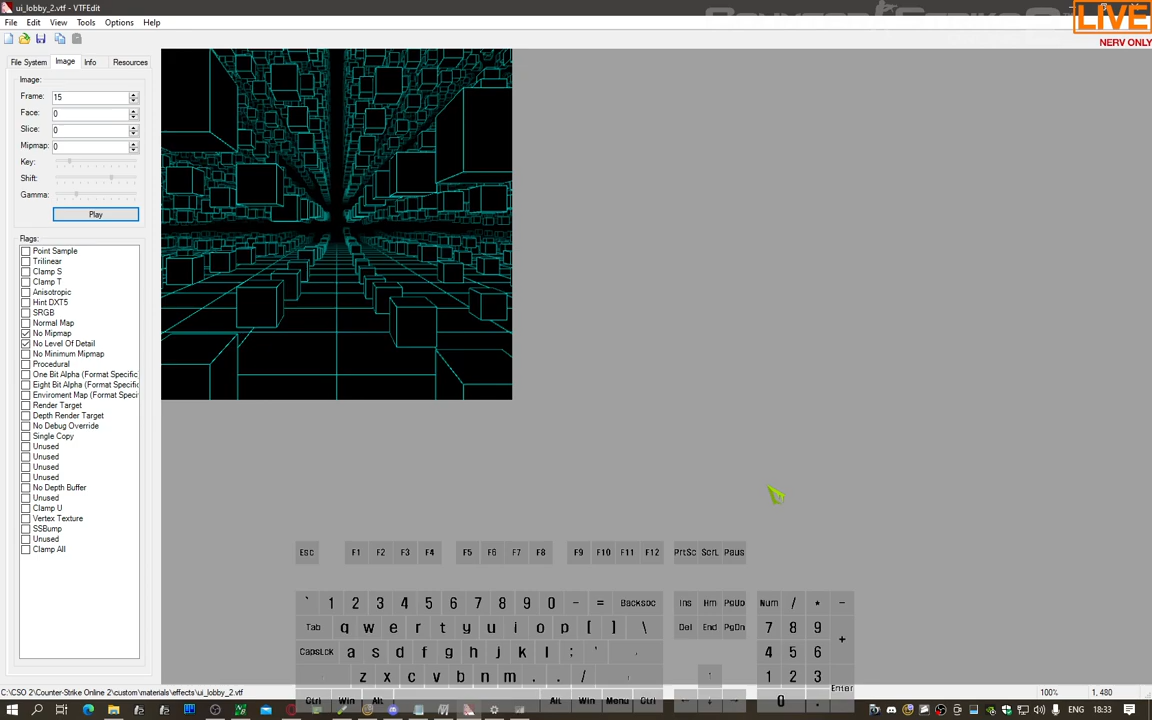 ui_lobby_2.vtf - VTFEdit
LIVE
NERV ONLY
File Edit View Tools Options Help
File System Image Info Resources
Image:
Frame: 15
Face: 0
Slice: 0
Mipmap: 0
Key:
Shift:
Gamma:
Play
Flags:
Point Sample
Trilinear
Clamp S
Clamp T
Anisotropic
Hint DXT5
SRGB
Normal Map
No Mipmap
No Level Of Detail
No Minimum Mipmap
Procedural
One Bit Alpha (Format Specific
Eight Bit Alpha (Format Specific
Enviroment Map (Format Speci
Render Target
Depth Render Target
No Debug Override
Single Copy
Unused
Unused
Unused
Unused
No Depth Buffer
Unused
Clamp U
Vertex Texture
SSBump
Unused
Clamp All
Esc F1 F2 F3 F4 F5 F6 F7 F8 F9 F10 F11 F12 PrtSc ScrL Paus
` 1 2 3 4 5 6 7 8 9 0 - = Backspc Ins Hm PgUp Num / * -
Tab q w e r t y u i o p [ ] \ Del End PgDn 7 8 9 +
CapsLck a s d f g h j k l ; ' 4 5 6
z x c v b n m . . / 1 2 3 Enter
Ctrl Win Alt Alt Win Menu Ctrl 0 .
C:\CSO 2\Counter-Strike Online 2\custom\materials\effects\ui_lobby_2.vtf 100% 1, 480
ENG 18:33